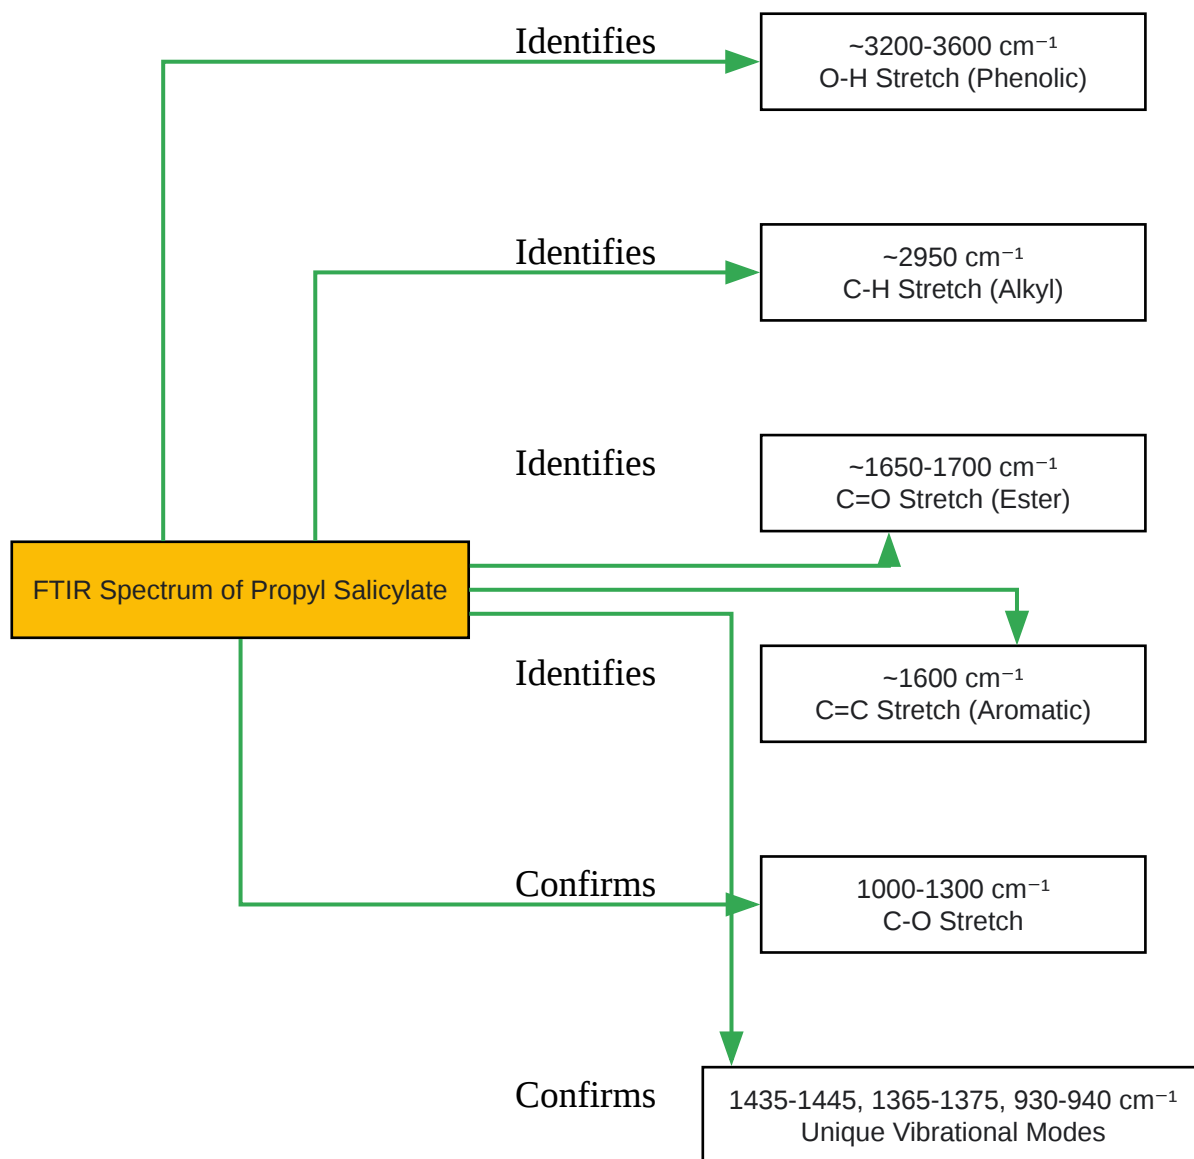 Identifies
~3200-3600 cm⁻¹
O-H Stretch (Phenolic)
Identifies
~2950 cm⁻¹
C-H Stretch (Alkyl)
Identifies
~1650-1700 cm⁻¹
C=O Stretch (Ester)
FTIR Spectrum of Propyl Salicylate
Identifies
~1600 cm⁻¹
C=C Stretch (Aromatic)
Confirms
1000-1300 cm⁻¹
C-O Stretch
Confirms
1435-1445, 1365-1375, 930-940 cm⁻¹
Unique Vibrational Modes